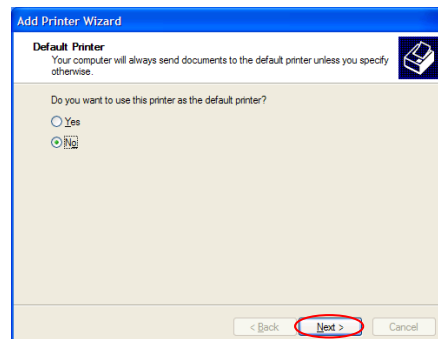 Add Printer Wizard
Default Printer
Your computer will always send documents to the default printer unless you specify
otherwise.
Do you want to use this printer as the default printer?
Yes
No
< Back
Next >
Cancel